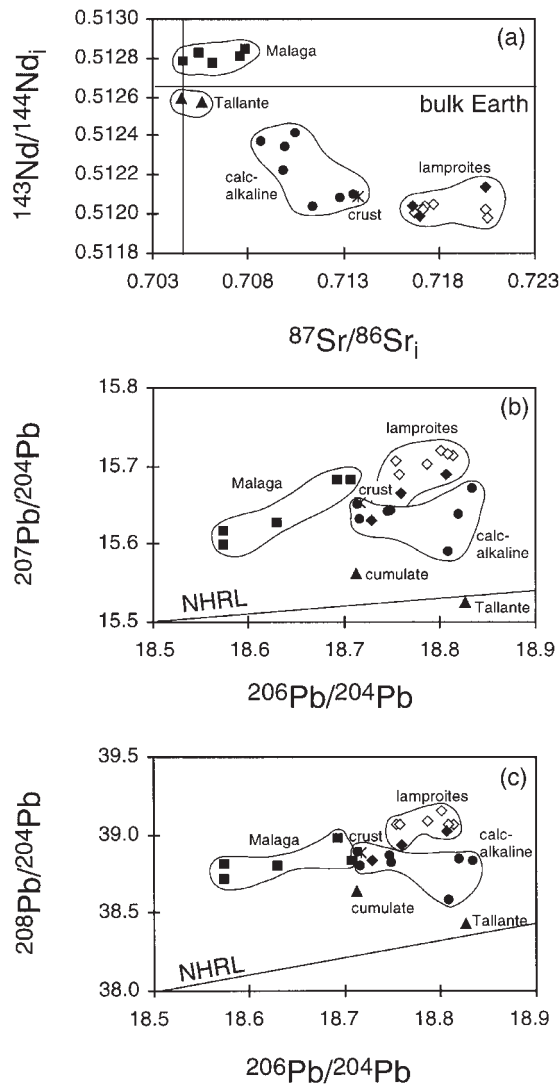 (a)
0.5130
0.5128
0.5126
0.5124
0.5122
0.5120
0.5118
143Nd/144Ndi
Malaga
Tallante
bulk Earth
calc-
alkaline
crust
lamproites
0.703
0.708
0.713
0.718
0.723
87Sr/86Sri
(b)
15.8
15.7
15.6
15.5
207Pb/204Pb
lamproites
Malaga
crust
calc-
alkaline
cumulate
NHRL
Tallante
18.5
18.6
18.7
18.8
18.9
206Pb/204Pb
(c)
39.5
39.0
38.5
38.0
208Pb/204Pb
lamproites
Malaga
crust
calc-
alkaline
cumulate
Tallante
NHRL
18.5
18.6
18.7
18.8
18.9
206Pb/204Pb